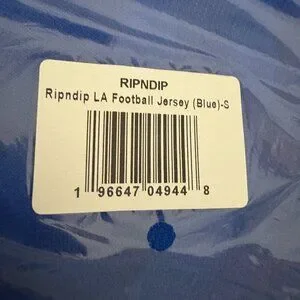 RIPNDIP
Ripndip LA Football Jersey (Blue)-S
1 96647 04944 8